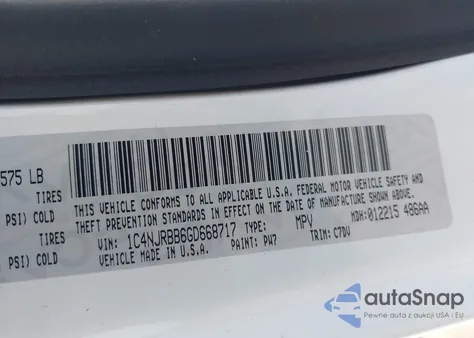 575 LB
TIRES
PSI) COLD
TIRES
PSI) COLD
THIS VEHICLE CONFORMS TO ALL APPLICABLE U.S.A. FEDERAL MOTOR VEHICLE SAFETY AND
THEFT PREVENTION STANDARDS IN EFFECT ON THE DATE OF MANUFACTURE SHOWN ABOVE.
VIN: 1C4NJRBB6GD668717 TYPE: MPV MDH: 012215 486AA
VEHICLE MADE IN U.S.A. PAINT: PW7 TRIM: C7DV
autoSnap
Pewne auto z aukcji USA - EU